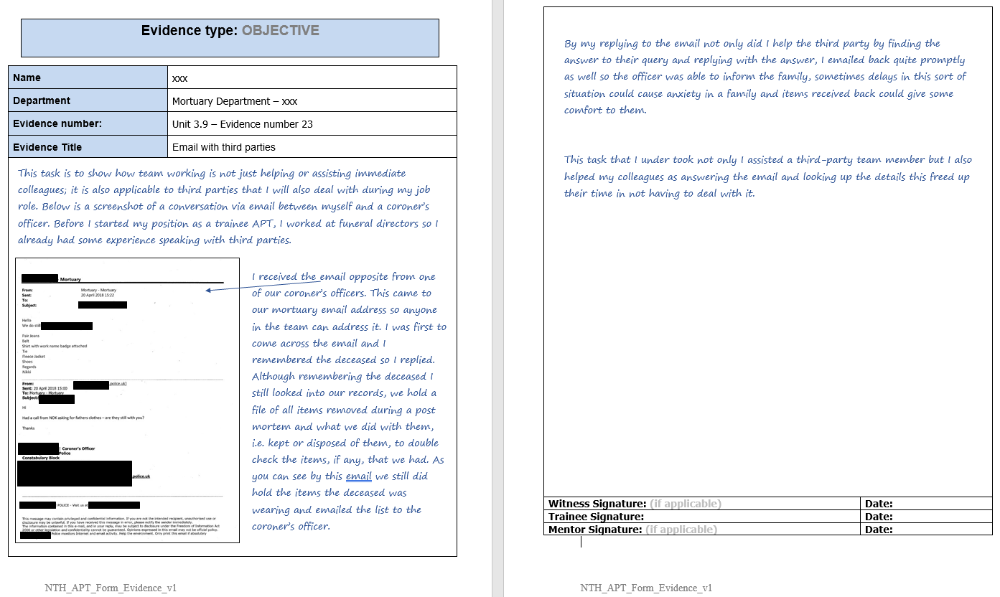 Evidence type: OBJECTIVE
Name
xxx
Department
Mortuary Department – xxx
Evidence number:
Unit 3.9 – Evidence number 23
Evidence Title
Email with third parties
This task is to show how team working is not just helping or assisting immediate
colleagues; it is also applicable to third parties that I will also deal with during my job
role. Below is a screenshot of a conversation via email between myself and a coroner's
officer. Before I started my position as a trainee APT, I worked at funeral directors so I
already had some experience speaking with third parties.
- Mortuary
From: Mortuary - Mortuary
Sent: 20 April 2018 15:22
To:
Subject:
Hello
We do still
Pair Jeans
Belt
Shirt with work name badge attached
Tie
Fleece Jacket
Shoes
Regards
Nikki
From: .police.uk]
Sent: 20 April 2018 15:00
To: Mortuary - Mortuary
Subject:
Hi
Had a call from NOK asking for fathers clothes – are they still with you?
Thanks
Coroner's Officer
Police
Constabulary Block
.police.uk
POLICE - Visit us at
This message may contain privileged and confidential information. If you are not the intended recipient, unauthorised use or
disclosure may be unlawful. If you have received this message in error, please notify the sender immediately.
The information contained in this e-mail, and in your reply, may be subject to disclosure under the Freedom of Information Act
2000 or other legislation and confidentiality cannot be guaranteed. Opinions expressed in this email may not be official policy.
Police monitors Internet and email activity. Help the environment. Only print this email if absolutely
I received the email opposite from one
of our coroner's officers. This came to
our mortuary email address so anyone
in the team can address it. I was first to
come across the email and I
remembered the deceased so I replied.
Although remembering the deceased I
still looked into our records, we hold a
file of all items removed during a post
mortem and what we did with them,
i.e. kept or disposed of them, to double
check the items, if any, that we had. As
you can see by this email we still did
hold the items the deceased was
wearing and emailed the list to the
coroner's officer.
NTH_APT_Form_Evidence_v1
By my replying to the email not only did I help the third party by finding the
answer to their query and replying with the answer, I emailed back quite promptly
as well so the officer was able to inform the family, sometimes delays in this sort of
situation could cause anxiety in a family and items received back could give some
comfort to them.
This task that I under took not only I assisted a third-party team member but I also
helped my colleagues as answering the email and looking up the details this freed up
their time in not having to deal with it.
Witness Signature: (if applicable)
Date:
Trainee Signature:
Date:
Mentor Signature: (if applicable)
Date:
NTH_APT_Form_Evidence_v1